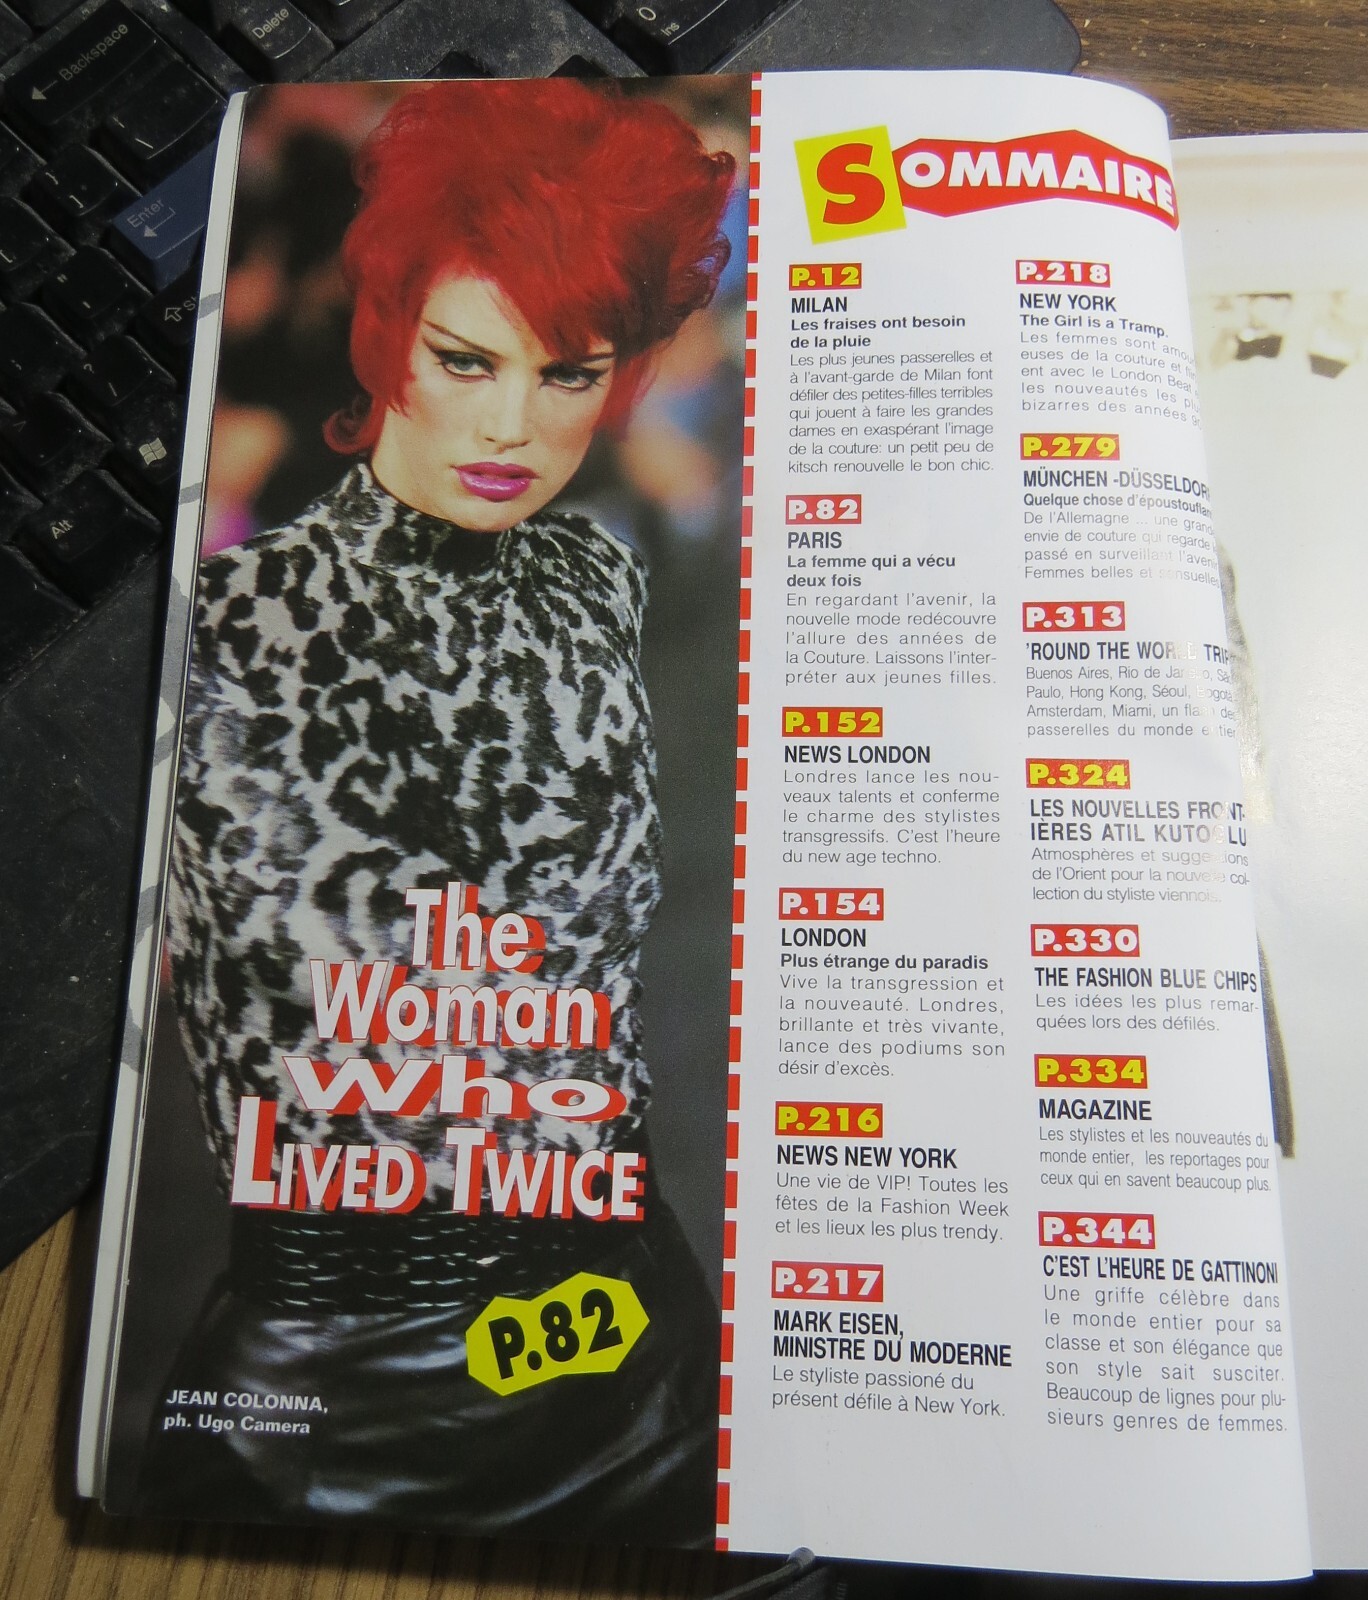 Backspace
Delete
0
Ins
Enter
Alt
The
Woman
Who
Lived Twice
P.82
JEAN COLONNA,
ph. Ugo Camera
SOMMAIRE
P.12
MILAN
Les fraises ont besoin
de la pluie
Les plus jeunes passerelles et
à l'avant-garde de Milan font
défiler des petites-filles terribles
qui jouent à faire les grandes
dames en exaspérant l'image
de la couture: un petit peu de
kitsch renouvelle le bon chic.
P.82
PARIS
La femme qui a vécu
deux fois
En regardant l'avenir, la
nouvelle mode redécouvre
l'allure des années de
la Couture. Laissons l'inter-
préter aux jeunes filles.
P.152
NEWS LONDON
Londres lance les nou-
veaux talents et conferme
le charme des stylistes
transgressifs. C'est l'heure
du new age techno.
P.154
LONDON
Plus étrange du paradis
Vive la transgression et
la nouveauté. Londres,
brillante et très vivante,
lance des podiums son
désir d'excès.
P.216
NEWS NEW YORK
Une vie de VIP! Toutes les
fêtes de la Fashion Week
et les lieux les plus trendy.
P.217
MARK EISEN,
MINISTRE DU MODERNE
Le styliste passionné du
présent défile à New York.
P.218
NEW YORK
The Girl is a Tramp.
Les femmes sont
euses de la couture et
ent avec le London Beat
les nouveautés les
bizarres des années
P.279
MÜNCHEN -DÜSSELDORF
Quelque chose
De l'Allemagne ... une
envie de couture qui regarde
passé en surveillant
Femmes belles et
P.313
'ROUND THE WORLD TRIP
Buenos Aires, Rio de
Paulo, Hong Kong, Séoul,
Amsterdam, Miami, un
passerelles du monde
P.324
LES NOUVELLES FRONT-
IÈRES ATIL
Atmosphères et
de l'Orient pour la nouvelle col-
lection du styliste viennois.
P.330
THE FASHION BLUE CHIPS
Les idées les plus remar-
quées lors des défilés.
P.334
MAGAZINE
Les stylistes et les nouveautés du
monde entier, les reportages pour
ceux qui en savent beaucoup plus.
P.344
C'EST L'HEURE DE GATTINONI
Une griffe célèbre dans
le monde entier pour sa
classe et son élégance que
son style sait susciter.
Beaucoup de lignes pour plu-
sieurs genres de femmes.